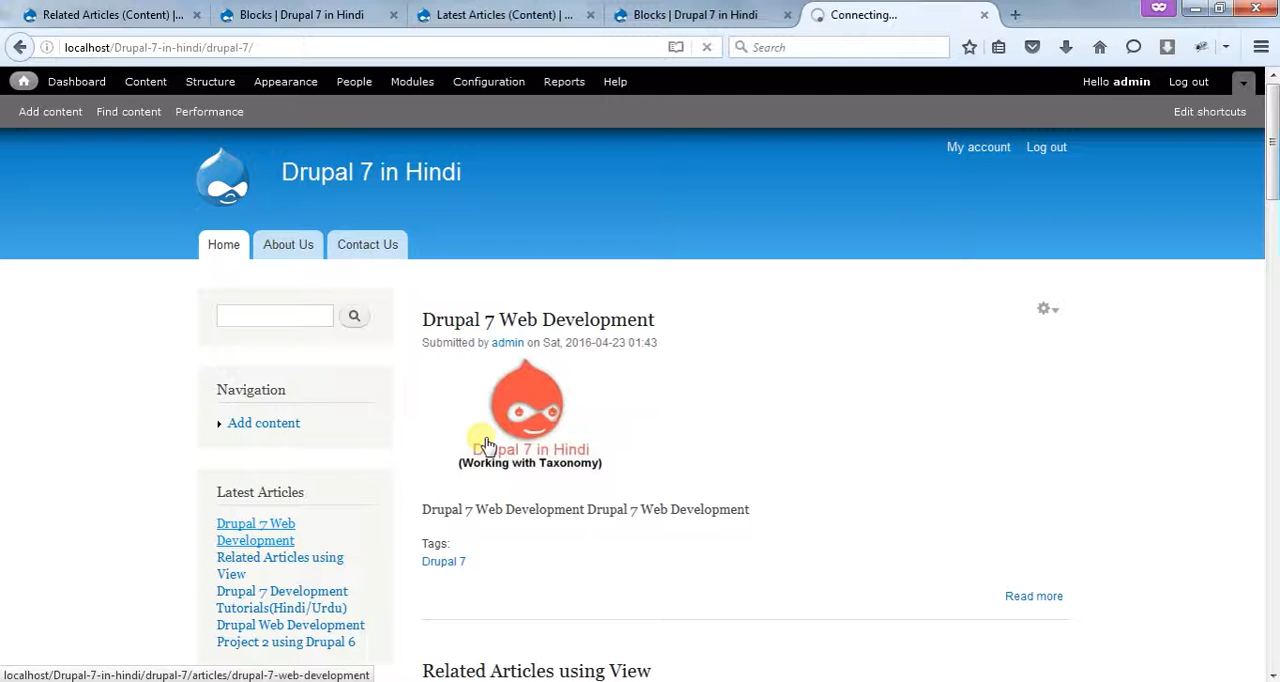 Related Articles (Content) |...
Blocks | Drupal 7 in Hindi
Latest Articles (Content) | ...
Blocks | Drupal 7 in Hindi
Connecting...
localhost/Drupal-7-in-hindi/drupal-7/
Search
Dashboard Content Structure Appearance People Modules Configuration Reports Help
Hello admin Log out
Add content Find content Performance
Edit shortcuts
My account Log out
Drupal 7 in Hindi
Home About Us Contact Us
Navigation
Add content
Latest Articles
Drupal 7 Web
Development
Related Articles using
View
Drupal 7 Development
Tutorials(Hindi/Urdu)
Drupal Web Development
Project 2 using Drupal 6
Drupal 7 Web Development
Submitted by admin on Sat, 2016-04-23 01:43
Drupal 7 in Hindi
(Working with Taxonomy)
Drupal 7 Web Development Drupal 7 Web Development
Tags:
Drupal 7
Read more
Related Articles using View
localhost/Drupal-7-in-hindi/drupal-7/articles/drupal-7-web-development